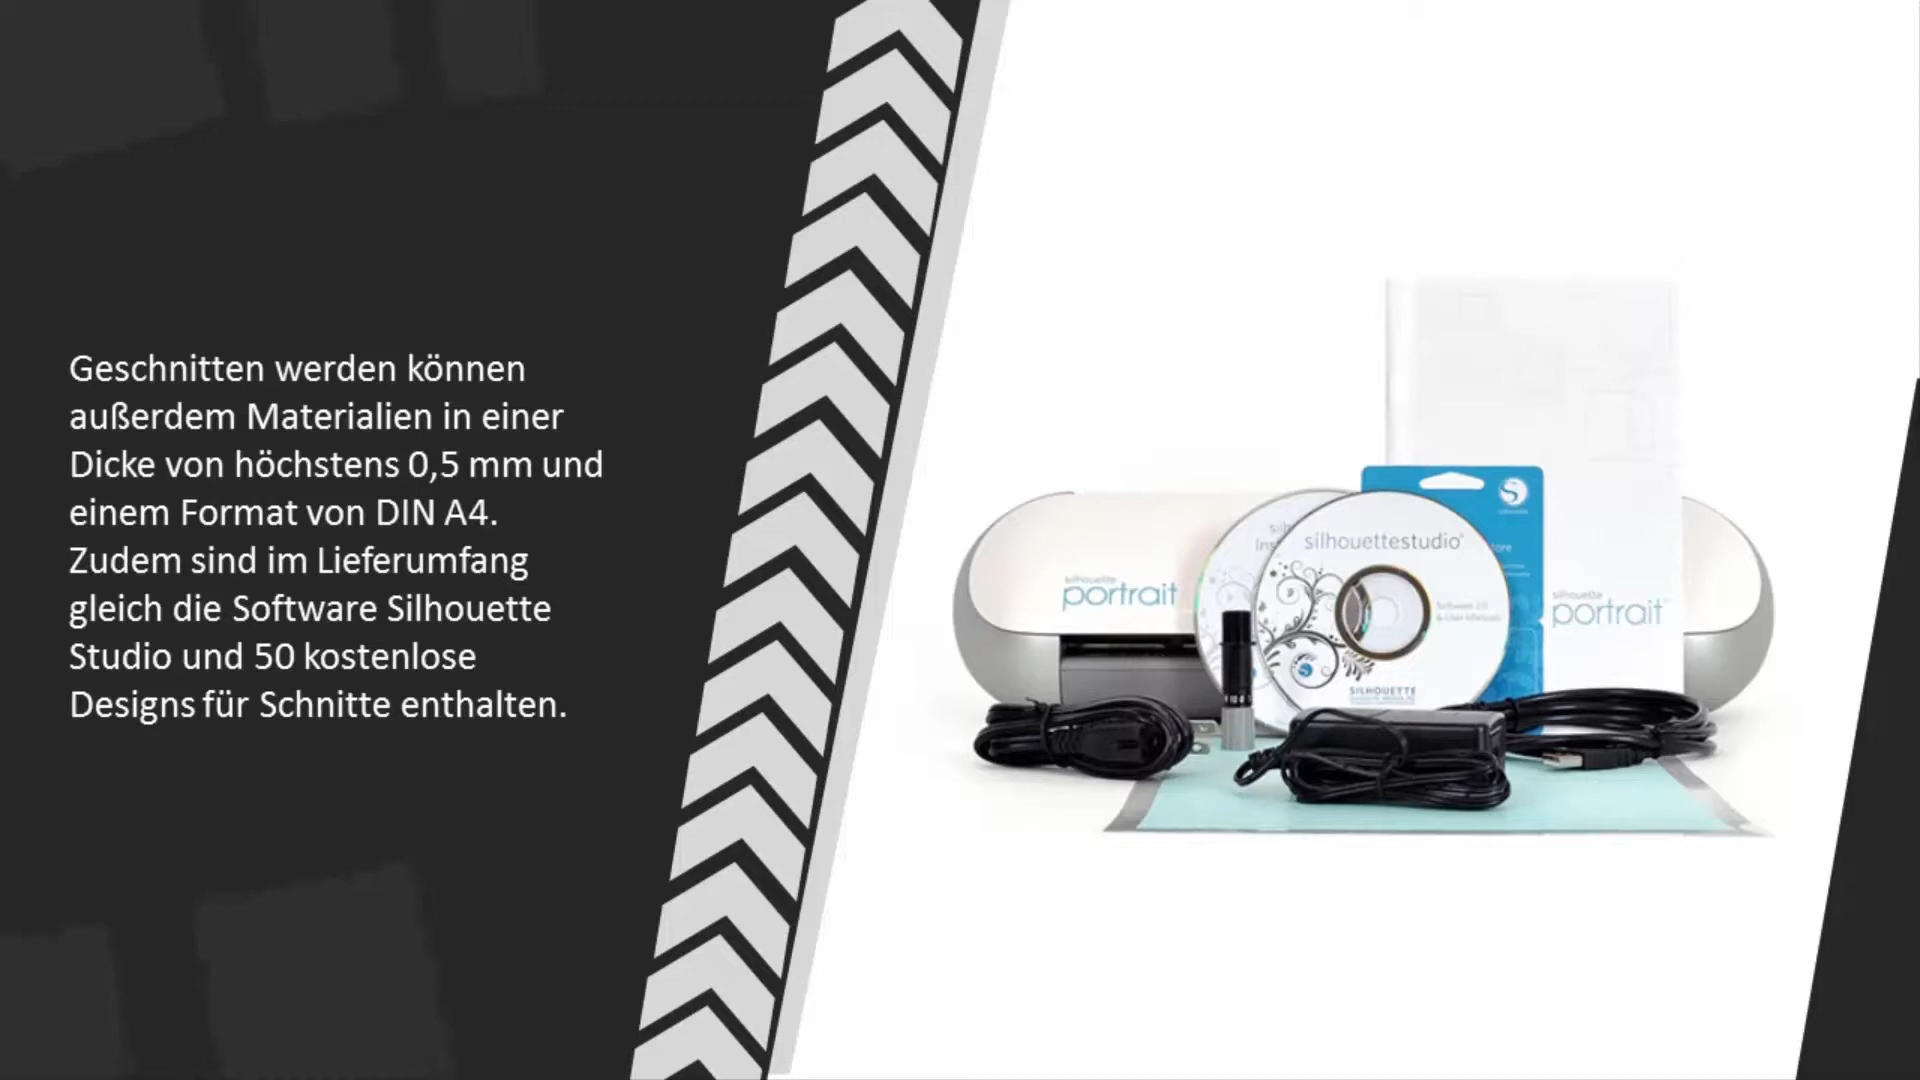 Geschnitten werden können
außerdem Materialien in einer
Dicke von höchstens 0,5 mm und
einem Format von DIN A4.
Zudem sind im Lieferumfang
gleich die Software Silhouette
Studio und 50 kostenlose
Designs für Schnitte enthalten.
silhouette
portrait
silhouettestudio
silhouette
portrait
SILHOUETTE